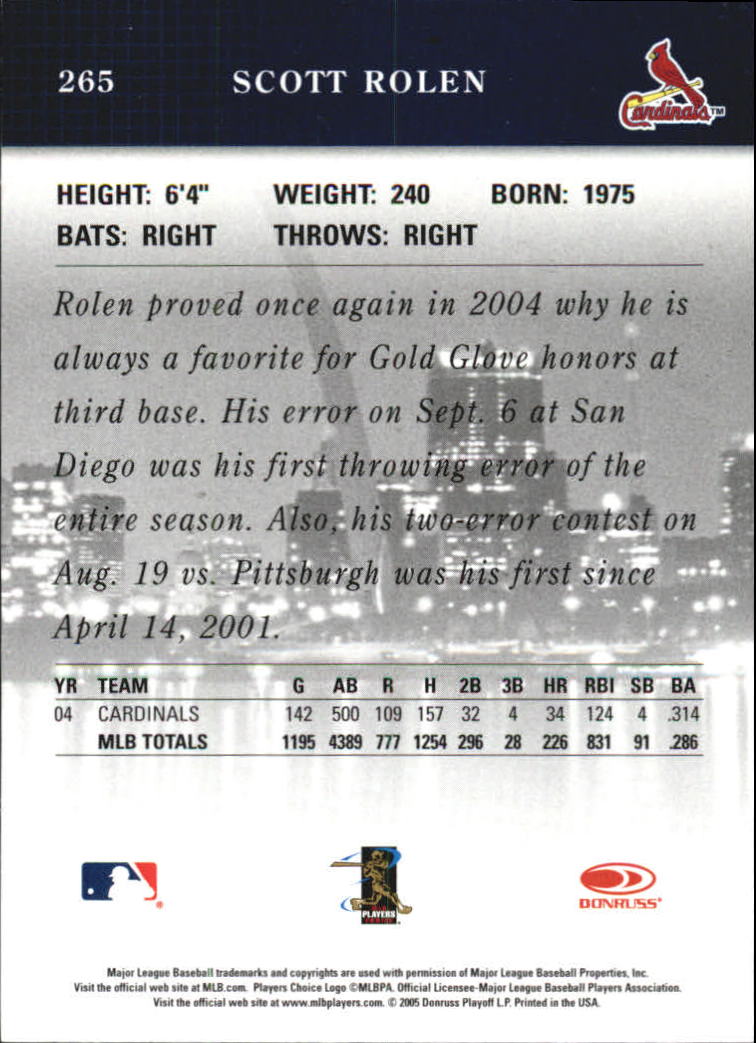 265 SCOTT ROLEN
Cardinals™
HEIGHT: 6'4" WEIGHT: 240 BORN: 1975
BATS: RIGHT THROWS: RIGHT
Rolen proved once again in 2004 why he is
always a favorite for Gold Glove honors at
third base. His error on Sept. 6 at San
Diego was his first throwing error of the
entire season. Also, his two-error contest on
Aug. 19 vs. Pittsburgh was his first since
April 14, 2001.
YR TEAM G AB R H 2B 3B HR RBI SB BA
04 CARDINALS 142 500 109 157 32 4 34 124 4 .314
MLB TOTALS 1195 4389 777 1254 296 28 226 831 91 .286
PLAYERS
DONRUSS
Major League Baseball trademarks and copyrights are used with permission of Major League Baseball Properties, Inc.
Visit the official web site at MLB.com. Players Choice Logo ©MLBPA. Official Licensee-Major League Baseball Players Association.
Visit the official web site at www.mlbplayers.com. © 2005 Donruss Playoff L.P. Printed in the USA.